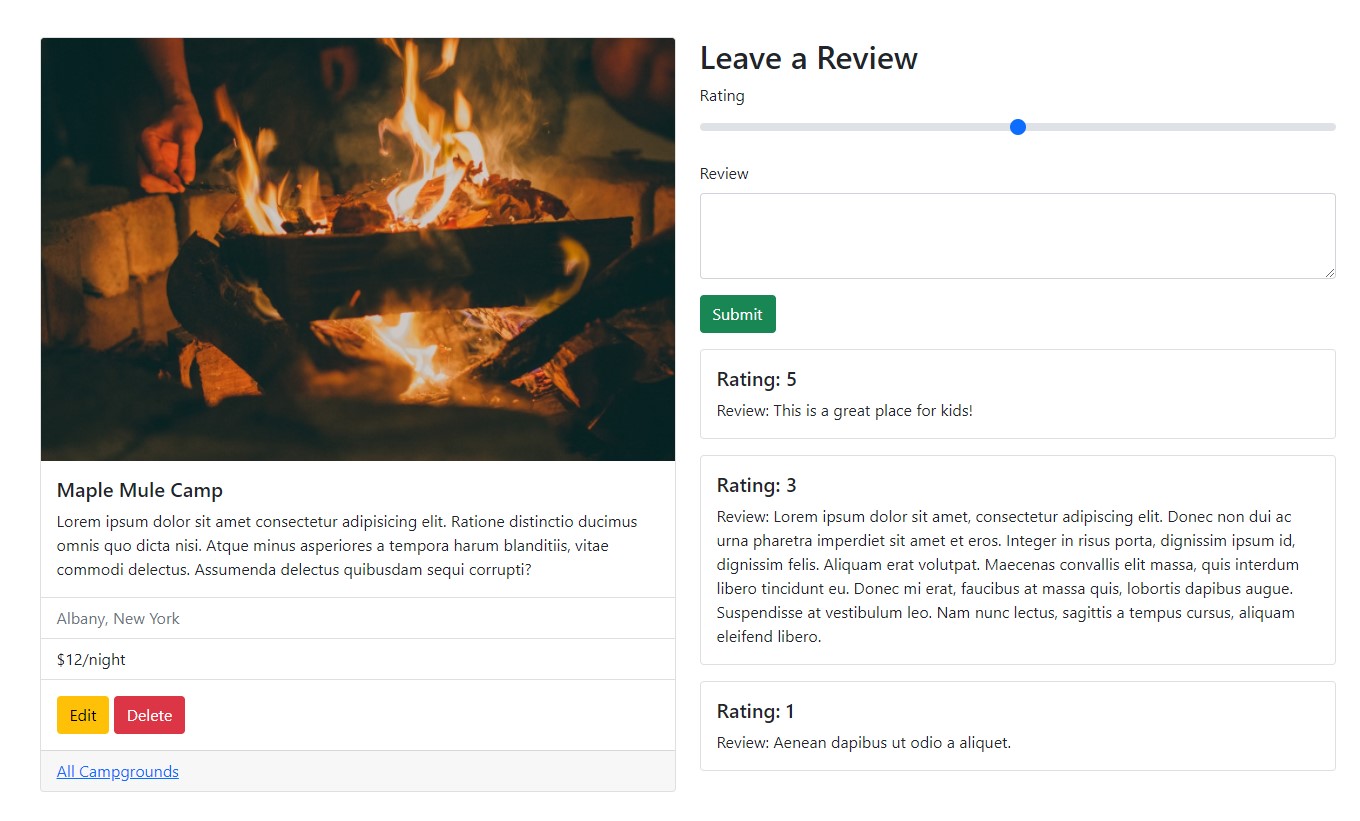 Maple Mule Camp
Lorem ipsum dolor sit amet consectetur adipisicing elit. Ratione distinctio ducimus
omnis quo dicta nisi. Atque minus asperiores a tempora harum blanditiis, vitae
commodi delectus. Assumenda delectus quibusdam sequi corrupti?
Albany, New York
$12/night
Edit Delete
All Campgrounds
Leave a Review
Rating
Review
Submit
Rating: 5
Review: This is a great place for kids!
Rating: 3
Review: Lorem ipsum dolor sit amet, consectetur adipiscing elit. Donec non dui ac
urna pharetra imperdiet sit amet et eros. Integer in risus porta, dignissim ipsum id,
dignissim felis. Aliquam erat volutpat. Maecenas convallis elit massa, quis interdum
libero tincidunt eu. Donec mi erat, faucibus at massa quis, lobortis dapibus augue.
Suspendisse at vestibulum leo. Nam nunc lectus, sagittis a tempus cursus, aliquam
eleifend libero.
Rating: 1
Review: Aenean dapibus ut odio a aliquet.